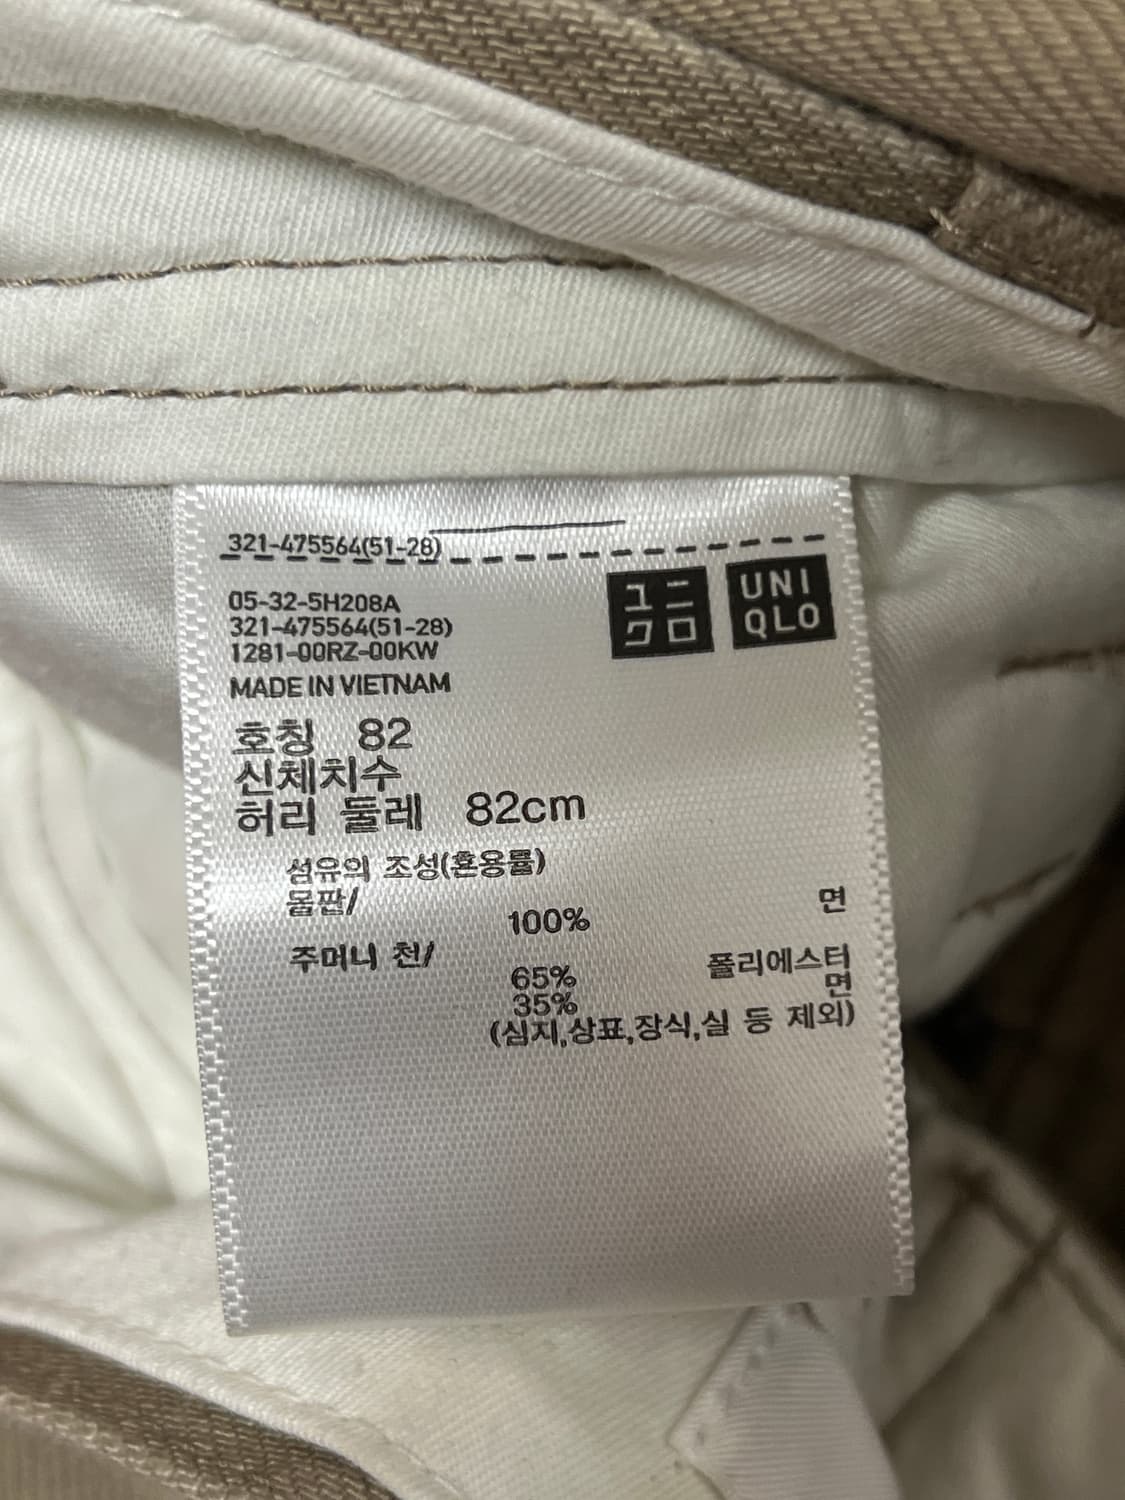 321-475564(51-28)
ユニ
クロ
UNI
QLO
05-32-5H208A
321-475564(51-28)
1281-00RZ-00KW
MADE IN VIETNAM
호칭 82
신체치수
허리 둘레 82cm
섬유의 조성(혼용률)
몸판/
100% 면
주머니 천/
65% 폴리에스터
35% 면
(심지,상표,장식,실 등 제외)